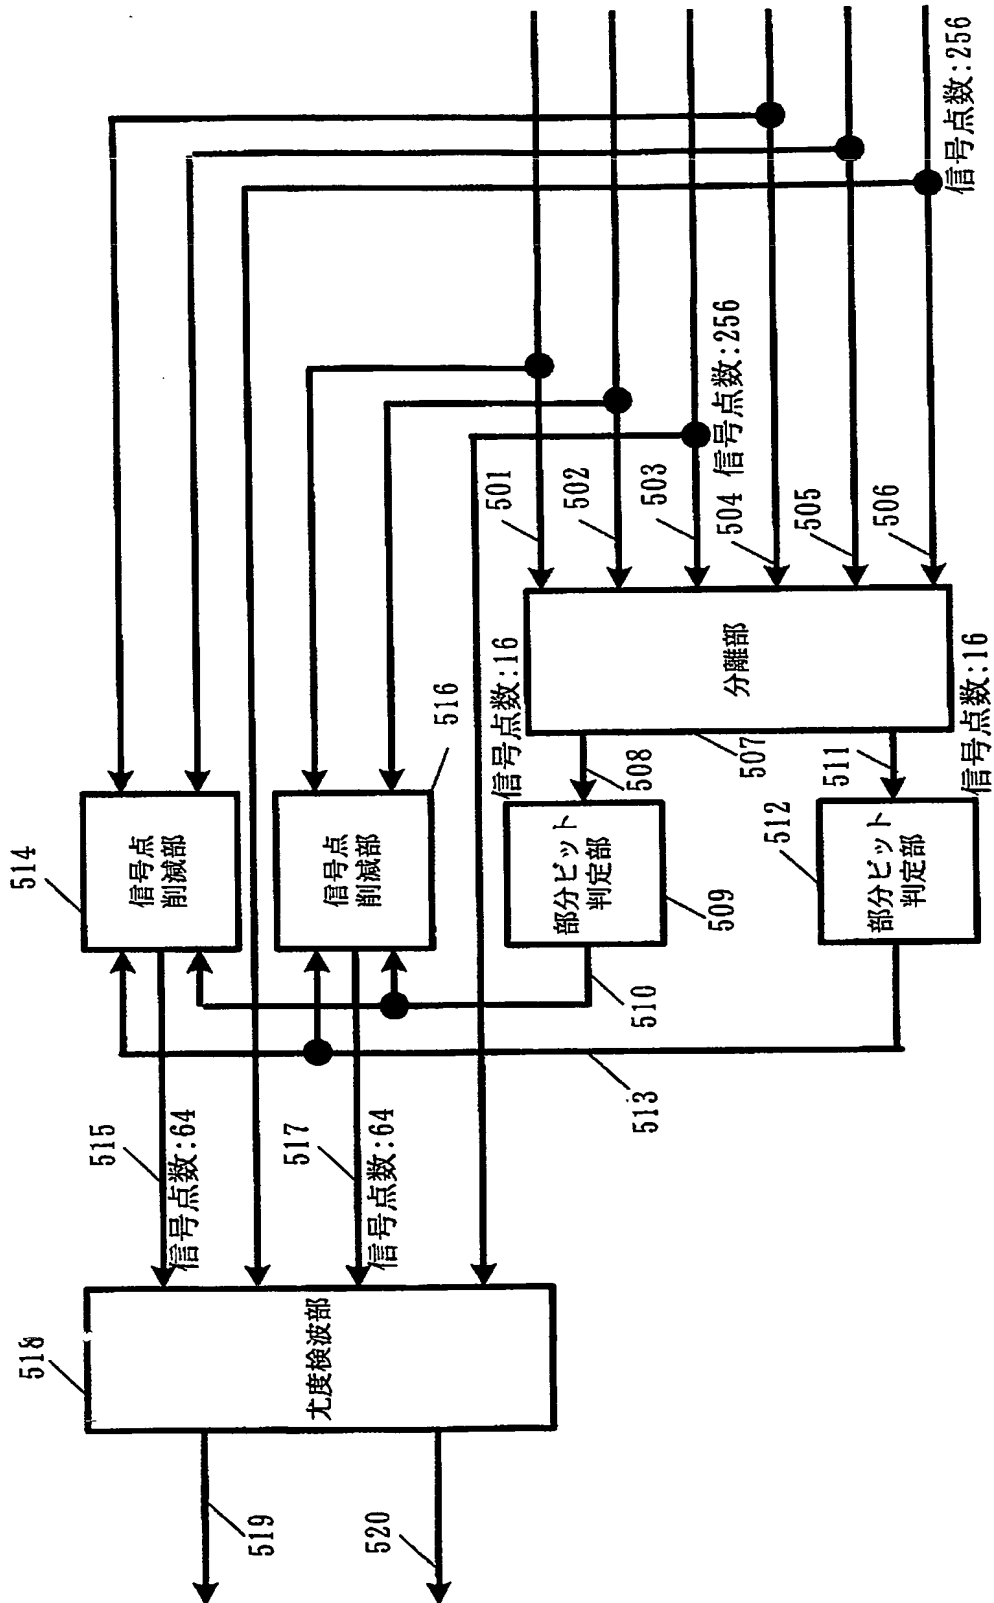 信号点数:256
501
502
503
504 信号点数:256
505
506
信号点数:16
分離部
507
508
511
信号点数:16
部分ビット
判定部
509
部分ビット
判定部
512
510
513
514
信号点
削減部
516
信号点
削減部
515
信号点数:64
517
信号点数:64
518
尤度検波部
519
520